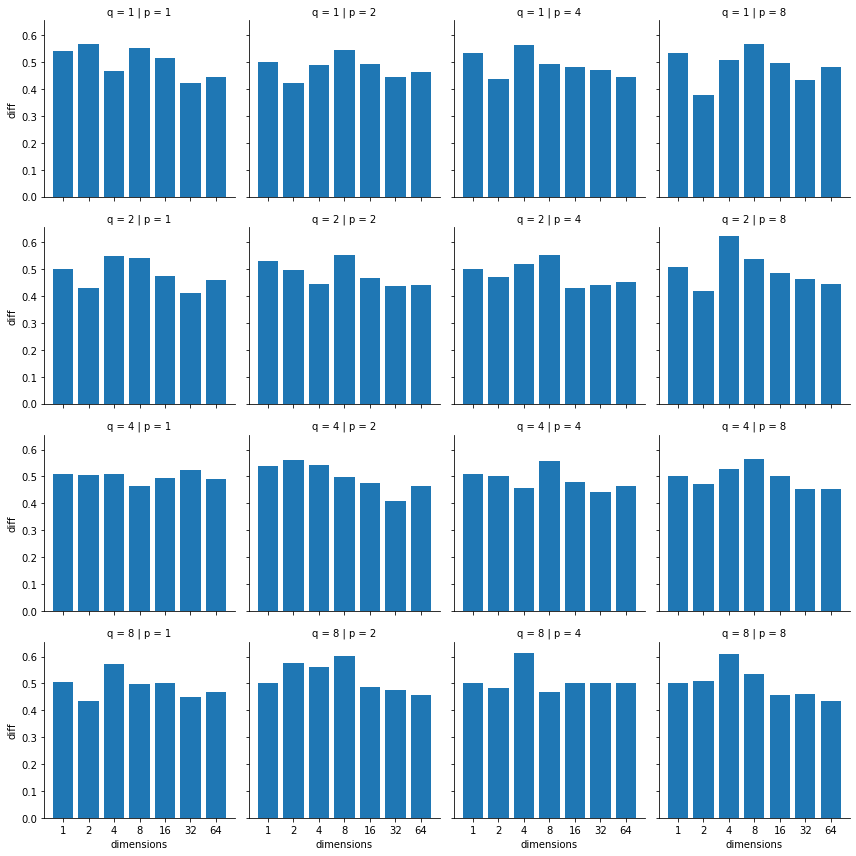 q = 1 | p = 1
q = 1 | p = 2
q = 1 | p = 4
q = 1 | p = 8
0.6
0.5
0.4
0.3
0.2
0.1
0.0
diff
q = 2 | p = 1
q = 2 | p = 2
q = 2 | p = 4
q = 2 | p = 8
0.6
0.5
0.4
0.3
0.2
0.1
0.0
diff
q = 4 | p = 1
q = 4 | p = 2
q = 4 | p = 4
q = 4 | p = 8
0.6
0.5
0.4
0.3
0.2
0.1
0.0
diff
q = 8 | p = 1
q = 8 | p = 2
q = 8 | p = 4
q = 8 | p = 8
0.6
0.5
0.4
0.3
0.2
0.1
0.0
diff
1 2 4 8 16 32 64
dimensions
1 2 4 8 16 32 64
dimensions
1 2 4 8 16 32 64
dimensions
1 2 4 8 16 32 64
dimensions